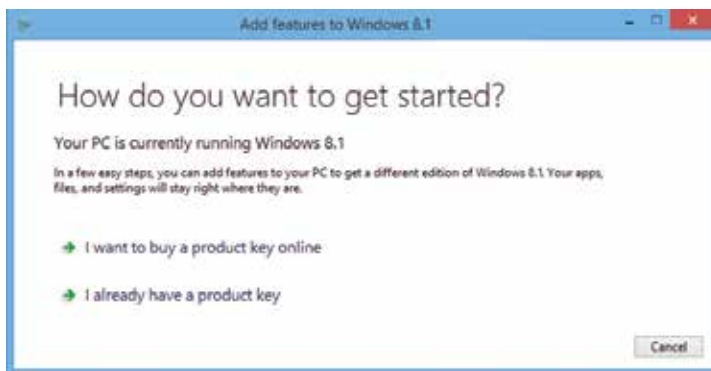 Add features to Windows 8.1
How do you want to get started?
Your PC is currently running Windows 8.1
In a few easy steps, you can add features to your PC to get a different edition of Windows 8.1. Your apps,
files, and settings will stay right where they are.
I want to buy a product key online
I already have a product key
Cancel